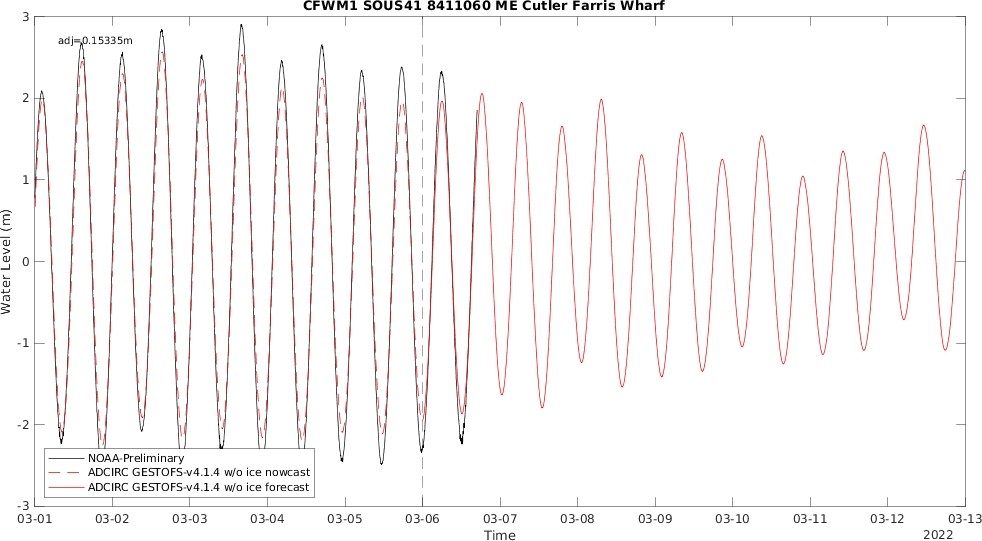 CFWM1 SOUS41 8411060 ME Cutler Farris Wharf
adj=0.15335m
3
2
1
0
-1
-2
-3
Water Level (m)
NOAA-Preliminary
ADCIRC GESTOFS-v4.1.4 w/o ice nowcast
ADCIRC GESTOFS-v4.1.4 w/o ice forecast
03-01 03-02 03-03 03-04 03-05 03-06 03-07 03-08 03-09 03-10 03-11 03-12 03-13
Time
2022